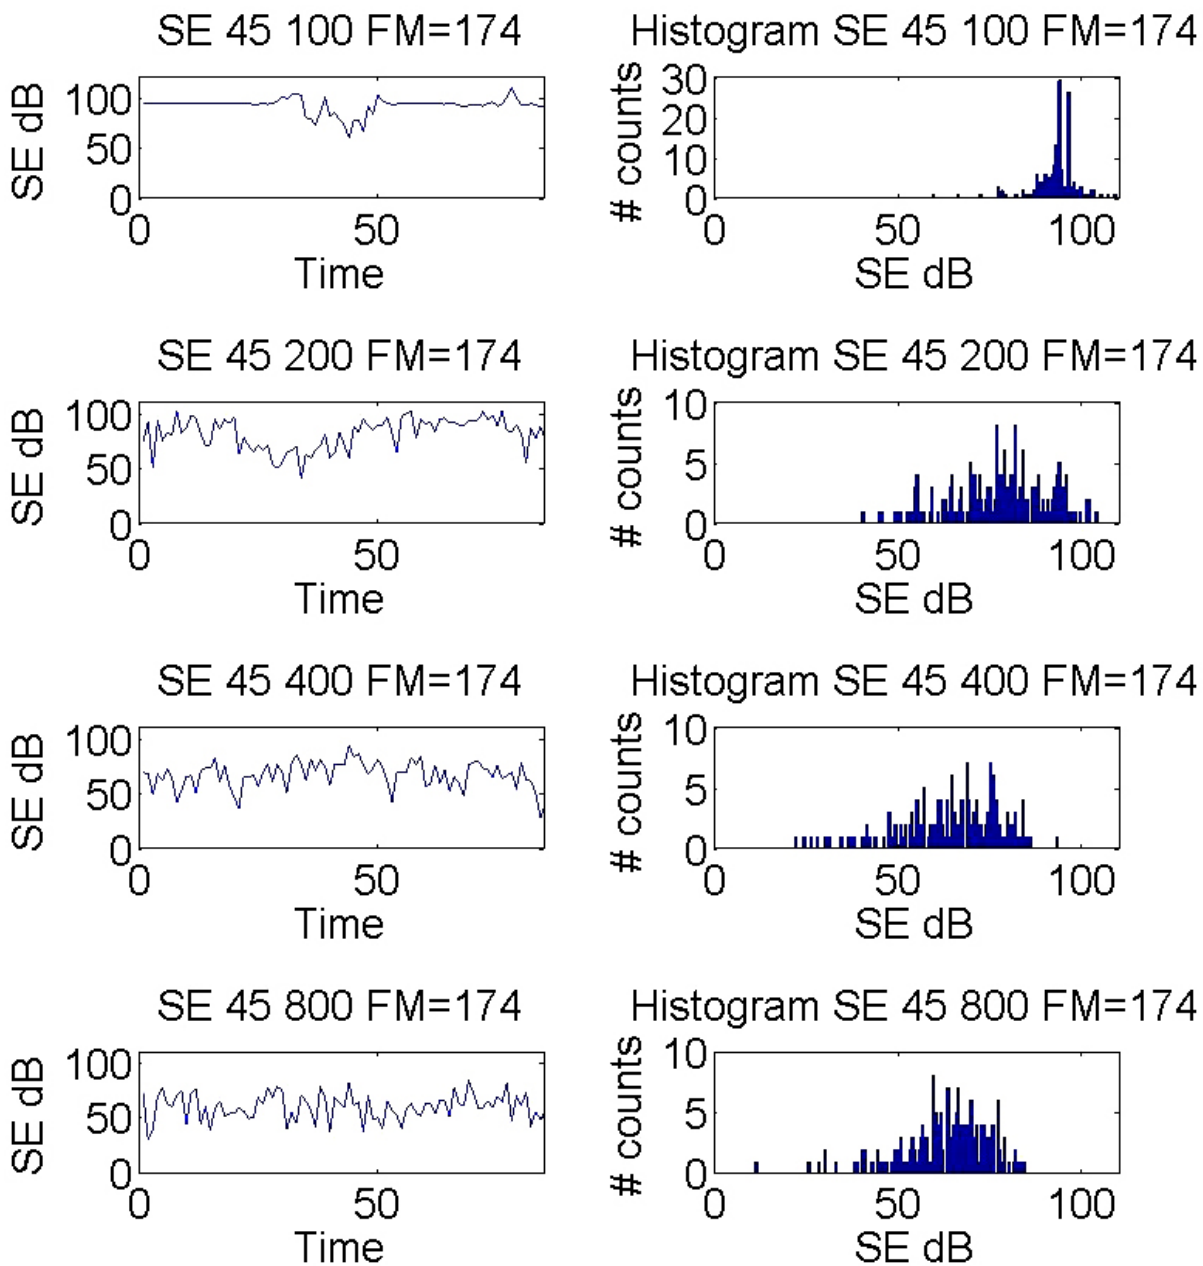 SE 45 100 FM=174
SE dB
100
50
0
0
50
Time
Histogram SE 45 100 FM=174
# counts
30
20
10
0
0
50
100
SE dB
SE 45 200 FM=174
SE dB
100
50
0
0
50
Time
Histogram SE 45 200 FM=174
# counts
10
5
0
0
50
100
SE dB
SE 45 400 FM=174
SE dB
100
50
0
0
50
Time
Histogram SE 45 400 FM=174
# counts
10
5
0
0
50
100
SE dB
SE 45 800 FM=174
SE dB
100
50
0
0
50
Time
Histogram SE 45 800 FM=174
# counts
10
5
0
0
50
100
SE dB